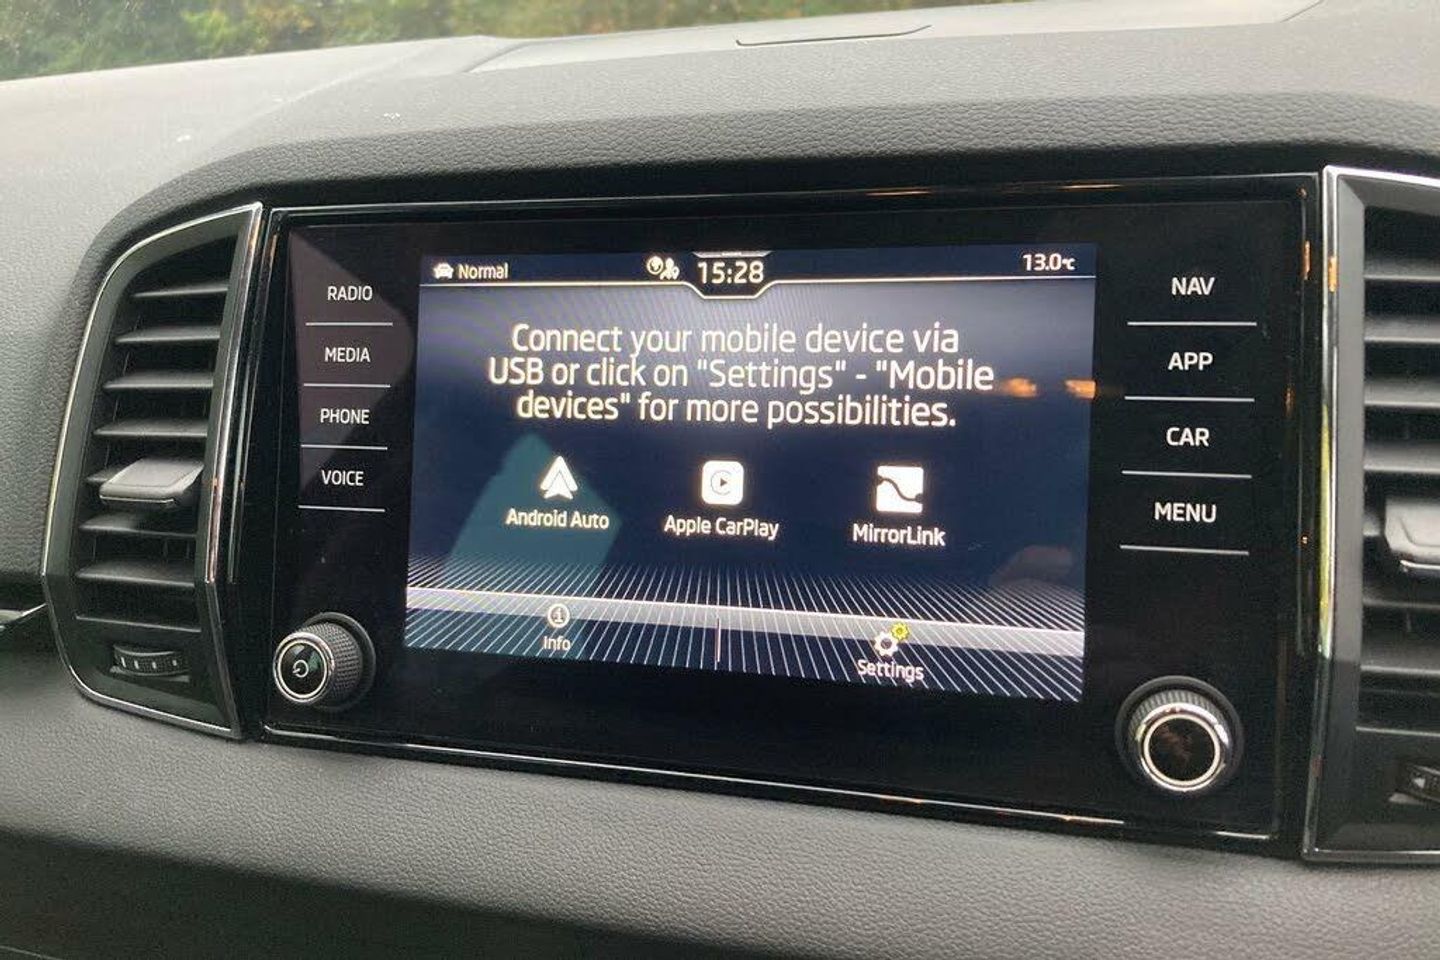 Normal
15:28
13.0°C
RADIO
MEDIA
PHONE
VOICE
Connect your mobile device via
USB or click on "Settings" - "Mobile
devices" for more possibilities.
Android Auto
Apple CarPlay
MirrorLink
Info
Settings
NAV
APP
CAR
MENU